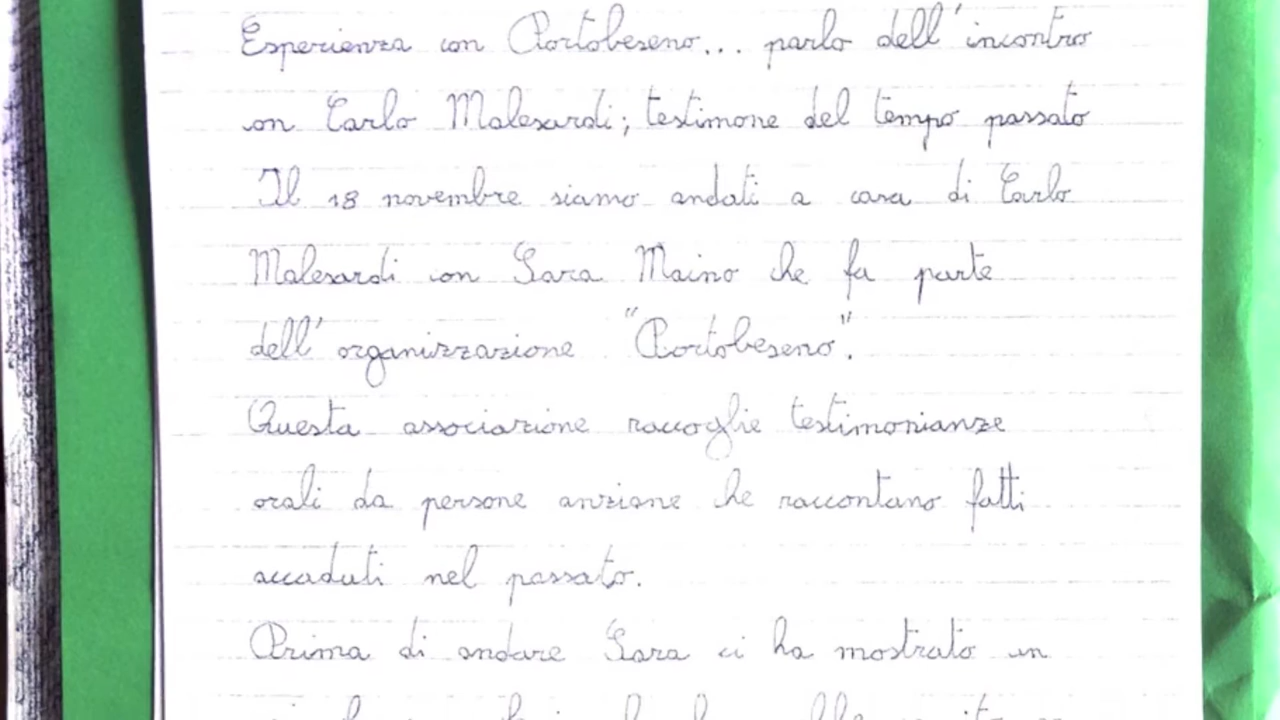 Esperienza con Portobeseno... parlo dell'incontro
con Carlo Malesardi; testimone del tempo passato
Il 18 novembre siamo andati a casa di Carlo
Malesardi con Sara Maino che fa parte
dell'organizzazione "Portobeseno".
Questa associazione raccoglie testimonianze
orali da persone anziane che raccontano fatti
accaduti nel passato.
Prima di andare Sara ci ha mostrato un